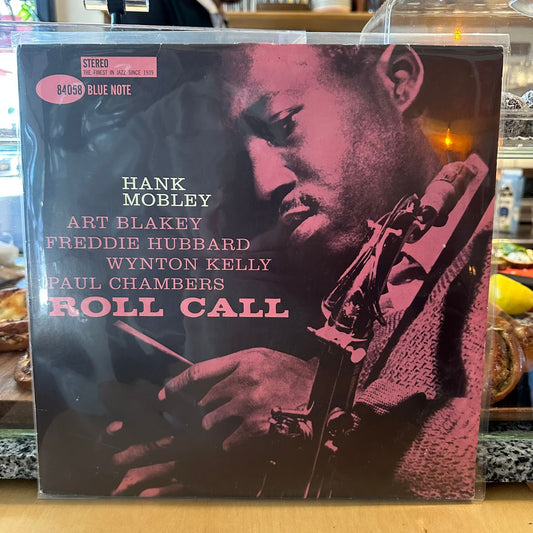 STEREO
THE FINEST IN JAZZ SINCE 1939
84058 BLUE NOTE
HANK
MOBLEY
ART BLAKEY
FREDDIE HUBBARD
WYNTON KELLY
PAUL CHAMBERS
ROLL CALL